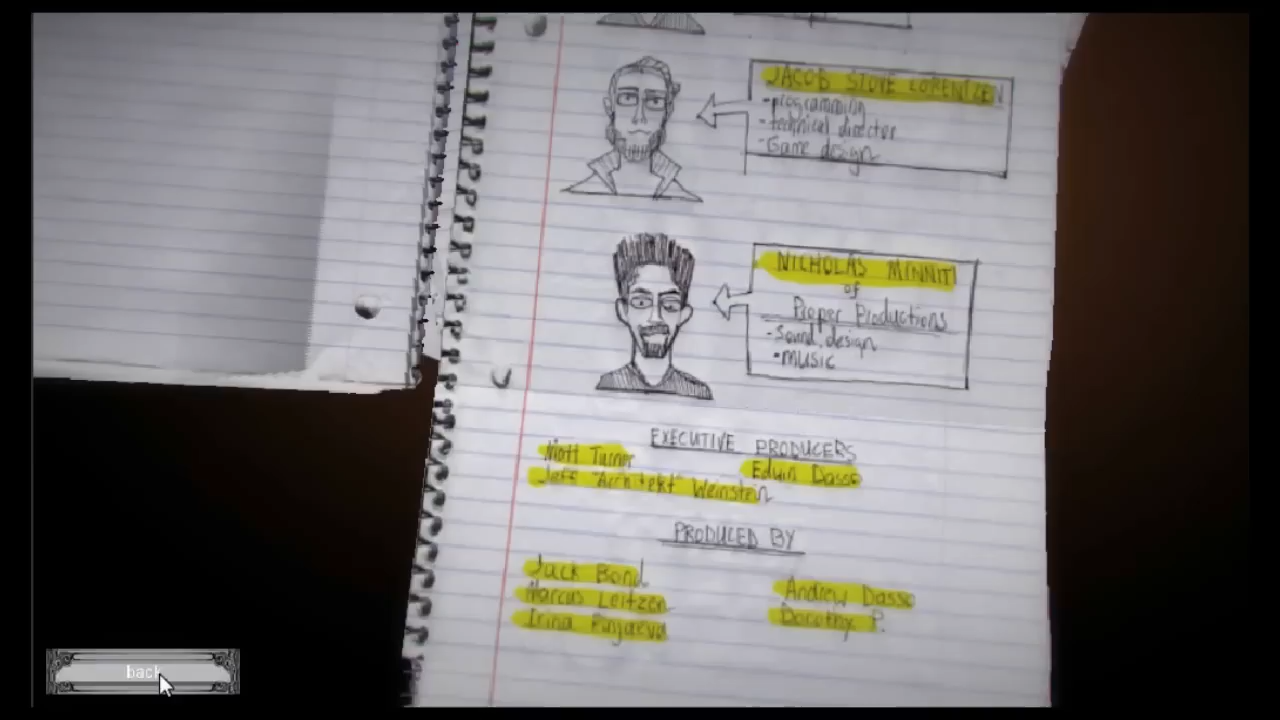 JACOB STOVE LORENTZEN
-programming
-technical director
-Game design
NICHOLAS MINNITI
of
Proper Productions
-Sound design
•MUSIC
EXECUTIVE PRODUCERS
Matt Turner
Edwin Dasso
Jeff "Architekt" Weinstein
PRODUCED BY
Jack Bond
Andrew Dasso
Marcus Leitzen
Dorothy P.
Irina
back